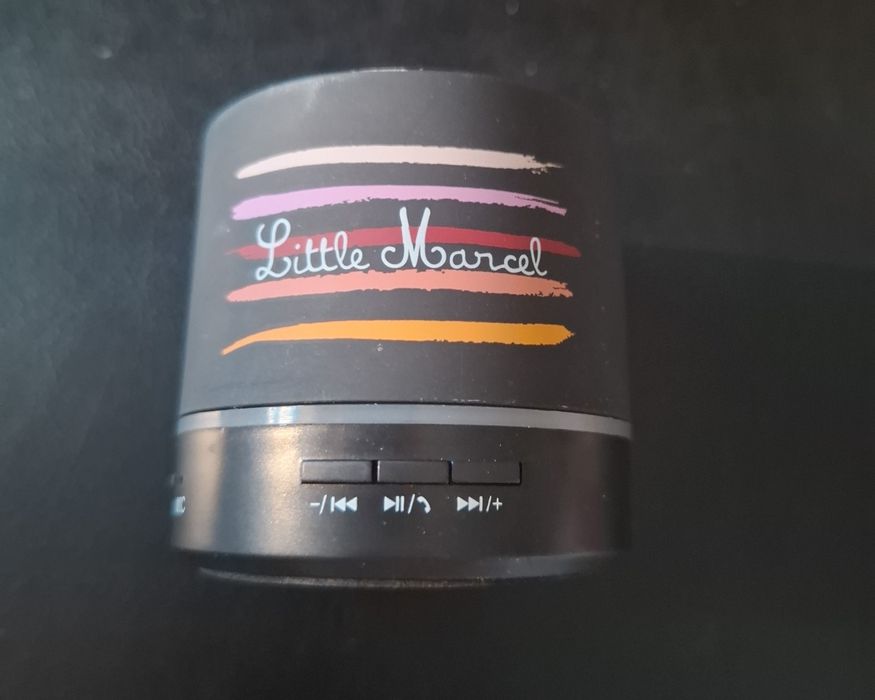 Little Marcel
-/⏮ ⏯/📞 ⏭/+